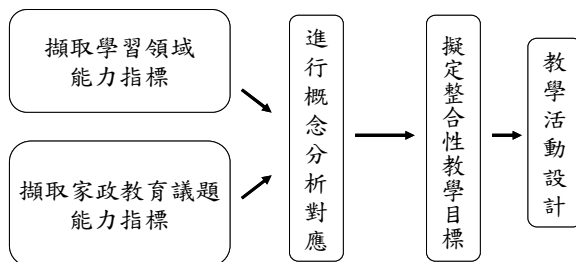 擷取學習領域
能力指標
擷取家政教育議題
能力指標
進行概念分析對應
擬定整合性教學目標
教學活動設計